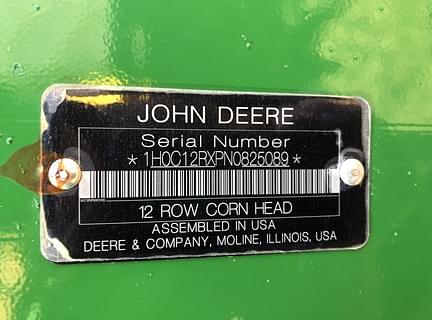 JOHN DEERE
Serial Number
*1H0C12RXPN0825089*
12 ROW CORN HEAD
ASSEMBLED IN USA
DEERE & COMPANY, MOLINE, ILLINOIS, USA